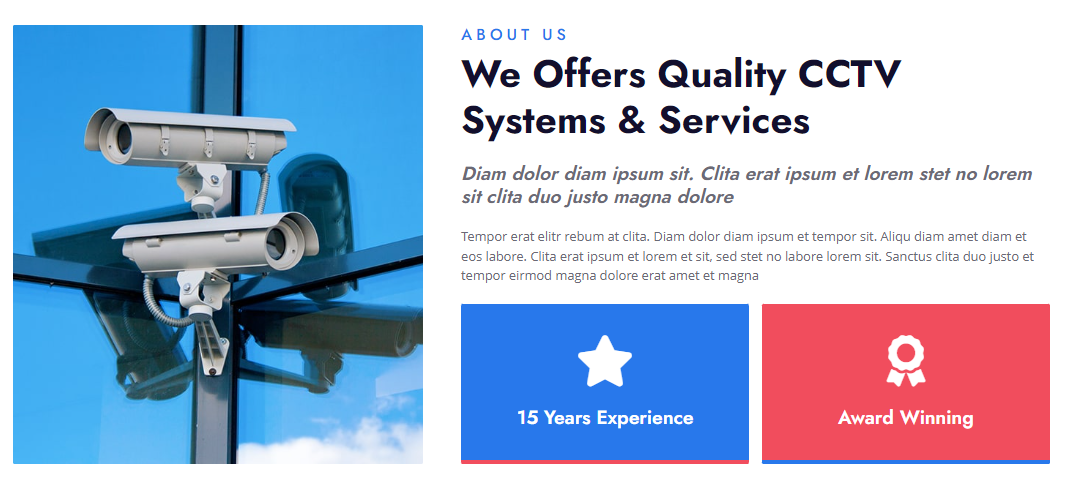 ABOUT US
We Offers Quality CCTV
Systems & Services
Diam dolor diam ipsum sit. Clita erat ipsum et lorem stet no lorem
sit clita duo justo magna dolore
Tempor erat elitr rebum at clita. Diam dolor diam ipsum et tempor sit. Aliqu diam amet diam et
eos labore. Clita erat ipsum et lorem et sit, sed stet no labore lorem sit. Sanctus clita duo justo et
tempor eirmod magna dolore erat amet et magna
15 Years Experience
Award Winning